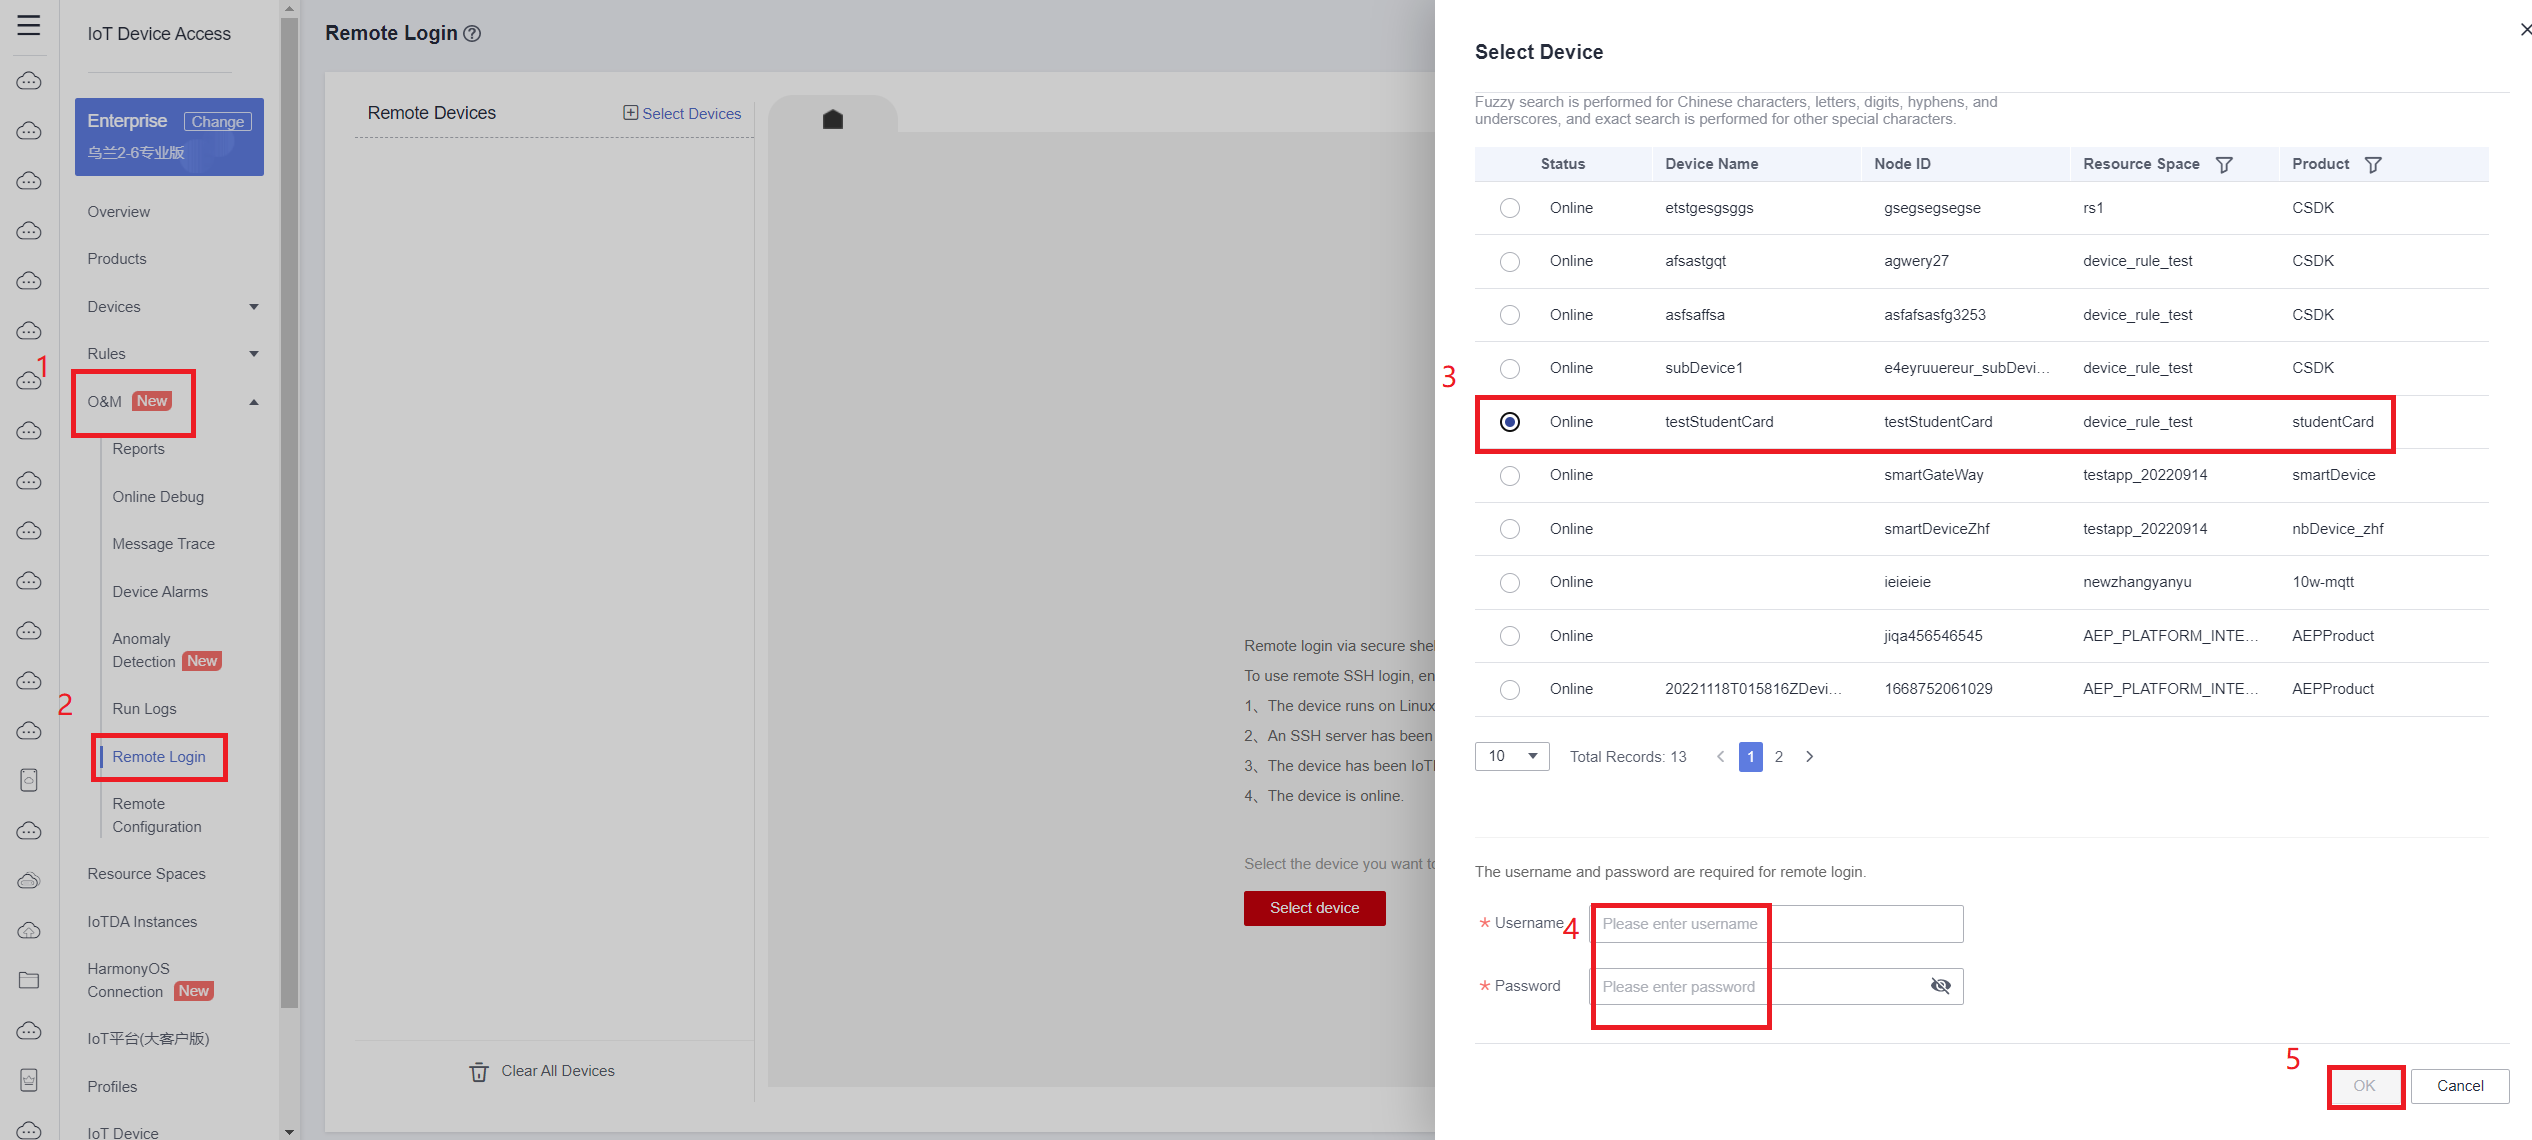 IoT Device Access
Enterprise Change
乌兰2-6专业版
Overview
Products
Devices
Rules
1
O&M New
Reports
Online Debug
Message Trace
Device Alarms
Anomaly
Detection New
Run Logs
2
Remote Login
Remote
Configuration
Resource Spaces
IoTDA Instances
HarmonyOS
Connection New
IoT平台(大客户版)
Profiles
IoT Device
Remote Login
Remote Devices
Select Devices
Clear All Devices
Remote login via secure she
To use remote SSH login, en
1、The device runs on Linux
2、An SSH server has been
3、The device has been IoT
4、The device is online.
Select the device you want to
Select device
Select Device
Fuzzy search is performed for Chinese characters, letters, digits, hyphens, and
underscores, and exact search is performed for other special characters.
Status Device Name Node ID Resource Space Product
Online etstgesgsggs gsegsegsegse rs1 CSDK
Online afsastgqt agwery27 device_rule_test CSDK
Online asfsaffsa asfafsasfg3253 device_rule_test CSDK
Online subDevice1 e4eyruuereur_subDevi... device_rule_test CSDK
3
Online testStudentCard testStudentCard device_rule_test studentCard
Online smartGateWay testapp_20220914 smartDevice
Online smartDeviceZhf testapp_20220914 nbDevice_zhf
Online ieieieie newzhangyanyu 10w-mqtt
Online jiqa456546545 AEP_PLATFORM_INTE... AEPProduct
Online 20221118T015816ZDevi... 1668752061029 AEP_PLATFORM_INTE... AEPProduct
10 Total Records: 13 1 2
The username and password are required for remote login.
* Username 4 Please enter username
* Password Please enter password
5
OK Cancel